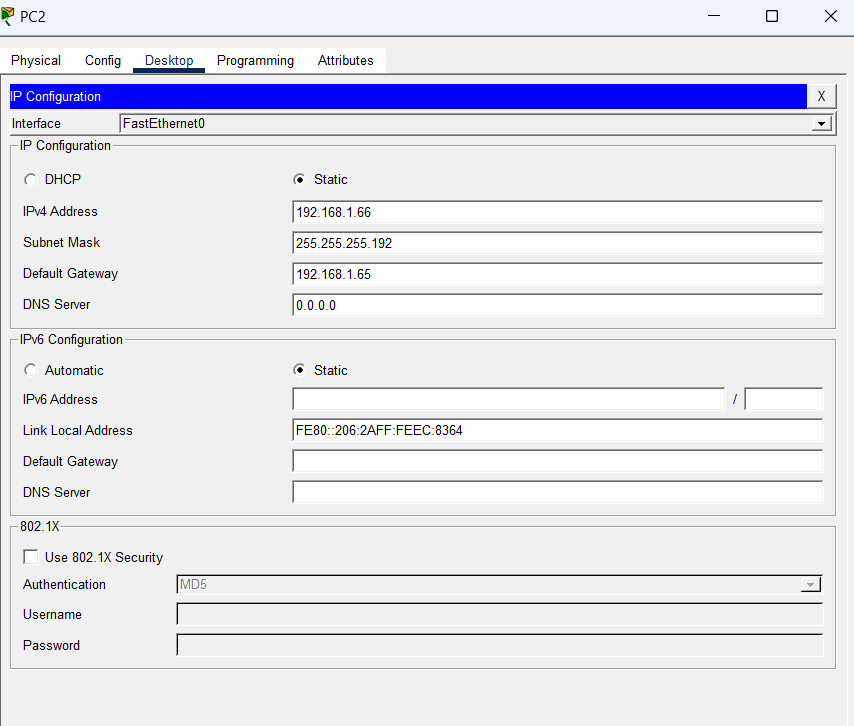 PC2
Physical Config Desktop Programming Attributes
IP Configuration X
Interface FastEthernet0
IP Configuration
DHCP Static
IPv4 Address 192.168.1.66
Subnet Mask 255.255.255.192
Default Gateway 192.168.1.65
DNS Server 0.0.0.0
IPv6 Configuration
Automatic Static
IPv6 Address /
Link Local Address FE80::206:2AFF:FEEC:8364
Default Gateway
DNS Server
802.1X
Use 802.1X Security
Authentication MD5
Username
Password